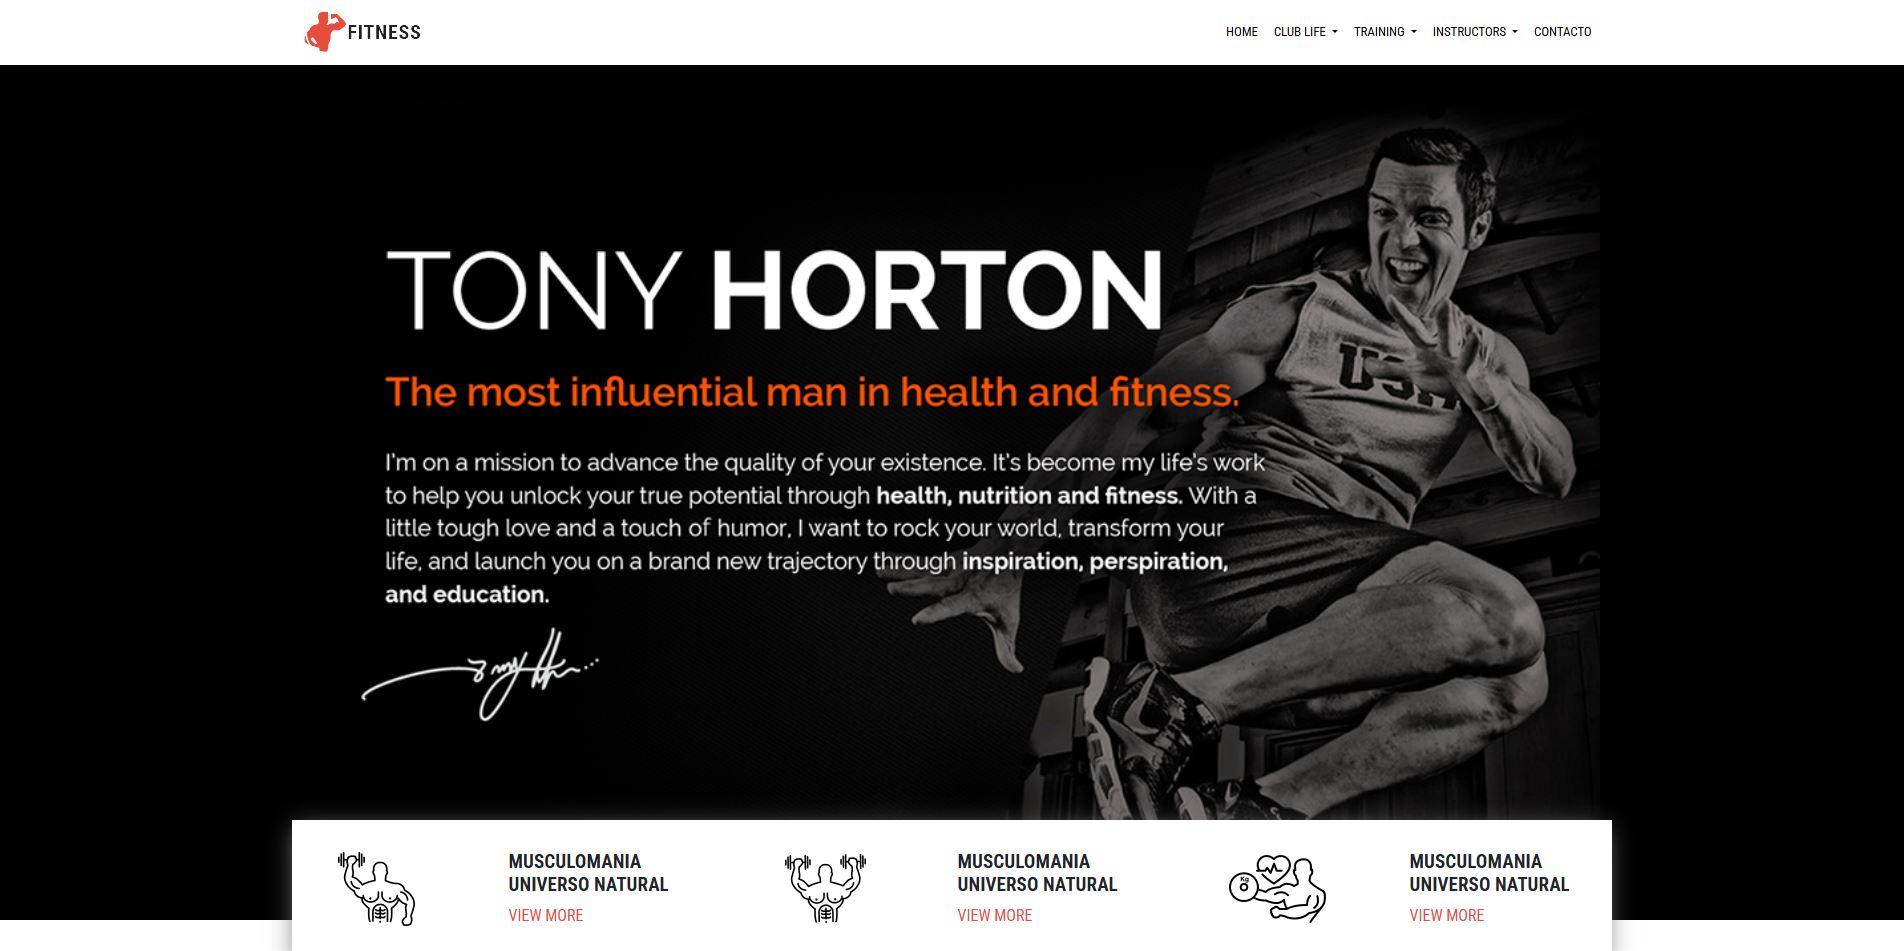 FITNESS
HOME
CLUB LIFE
TRAINING
INSTRUCTORS
CONTACTO
TONY HORTON
The most influential man in health and fitness.
I'm on a mission to advance the quality of your existence. It's become my life's work
to help you unlock your true potential through health, nutrition and fitness. With a
little tough love and a touch of humor, I want to rock your world, transform your
life, and launch you on a brand new trajectory through inspiration, perspiration,
and education.
USA
MUSCULOMANIA
UNIVERSO NATURAL
VIEW MORE
MUSCULOMANIA
UNIVERSO NATURAL
VIEW MORE
Kg
MUSCULOMANIA
UNIVERSO NATURAL
VIEW MORE